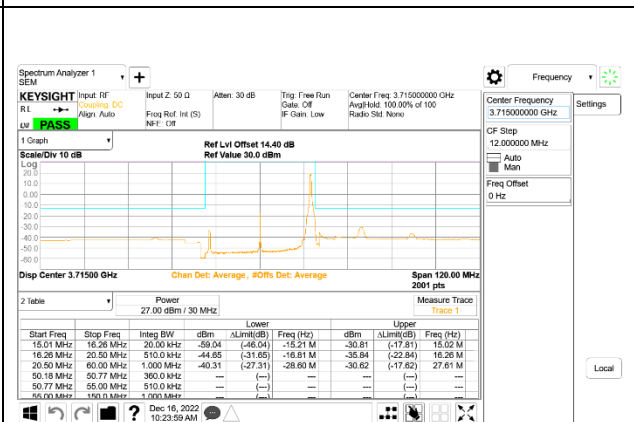 Spectrum Analyzer 1
SEM
+
Frequency
KEYSIGHT
Input: RF
Input Z: 50 Ω
Atten: 30 dB
Trig: Free Run
Center Freq: 3.715000000 GHz
RL
Coupling: DC
Gate: Off
Avg|Hold: 100.00% of 100
Align: Auto
Freq Ref: Int (S)
IF Gain: Low
Radio Std: None
PASS
NFE: Off
Center Frequency
3.715000000 GHz
Settings
CF Step
12.000000 MHz
Auto
Man
Freq Offset
0 Hz
1 Graph
Ref Lvl Offset 14.40 dB
Scale/Div 10 dB
Ref Value 30.0 dBm
Log
20.0
10.0
0.00
-10.0
-20.0
-30.0
-40.0
-50.0
-60.0
Disp Center 3.71500 GHz
Chan Det: Average, #Offs Det: Average
Span 120.00 MHz
2001 pts
2 Table
Power
27.00 dBm / 30 MHz
Measure Trace
Trace 1
Lower Upper
Start Freq Stop Freq Integ BW dBm ΔLimit(dB) Freq (Hz) dBm ΔLimit(dB) Freq (Hz)
15.01 MHz 16.26 MHz 20.00 kHz -59.04 (-46.04) -15.21 M -30.81 (-17.81) 15.02 M
16.26 MHz 20.50 MHz 510.0 kHz -44.65 (-31.65) -16.81 M -35.84 (-22.84) 16.26 M
20.50 MHz 60.00 MHz 1.000 MHz -40.31 (-27.31) -28.60 M -30.62 (-17.62) 27.61 M
50.18 MHz 50.77 MHz 360.0 kHz --- (---) --- --- (---) ---
50.77 MHz 55.00 MHz 510.0 kHz --- (---) --- --- (---) ---
55.00 MHz 150.0 MHz 1.000 MHz --- (---) --- --- (---) ---
Local
?
Dec 16, 2022
10:23:59 AM